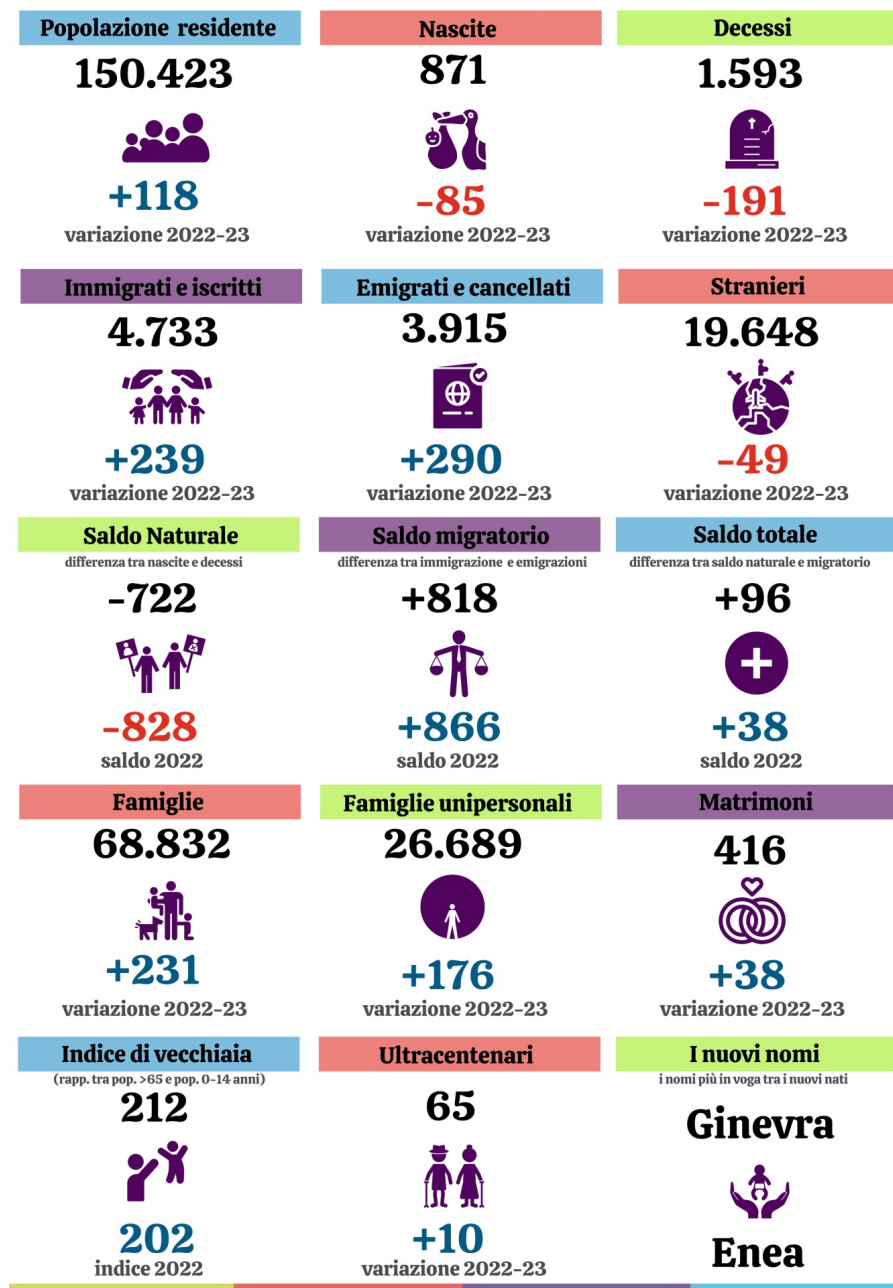 Popolazione residente
150.423
+118
variazione 2022-23
Nascite
871
-85
variazione 2022-23
Decessi
1.593
-191
variazione 2022-23
Immigrati e iscritti
4.733
+239
variazione 2022-23
Emigrati e cancellati
3.915
+290
variazione 2022-23
Stranieri
19.648
-49
variazione 2022-23
Saldo Naturale
differenza tra nascite e decessi
-722
-828
saldo 2022
Saldo migratorio
differenza tra immigrazione e emigrazioni
+818
+866
saldo 2022
Saldo totale
differenza tra saldo naturale e migratorio
+96
+38
saldo 2022
Famiglie
68.832
+231
variazione 2022-23
Famiglie unipersonali
26.689
+176
variazione 2022-23
Matrimoni
416
+38
variazione 2022-23
Indice di vecchiaia
(rapp. tra pop. >65 e pop. 0-14 anni)
212
202
indice 2022
Ultracentenari
65
+10
variazione 2022-23
I nuovi nomi
i nomi più in voga tra i nuovi nati
Ginevra
Enea